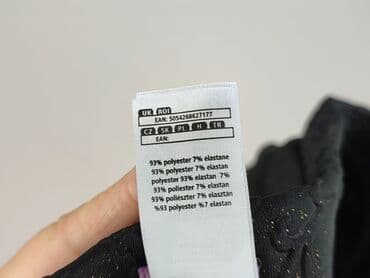 UK ROI
EAN: 5054268627177
CZ SK PL H TR
EAN:
93% polyester 7% elastane
93% polyester 7% elastan
polyester 93% elastan 7%
93% poliester 7% elastan
93% poliészter 7% elasztán
%93 polyester %7 elastan